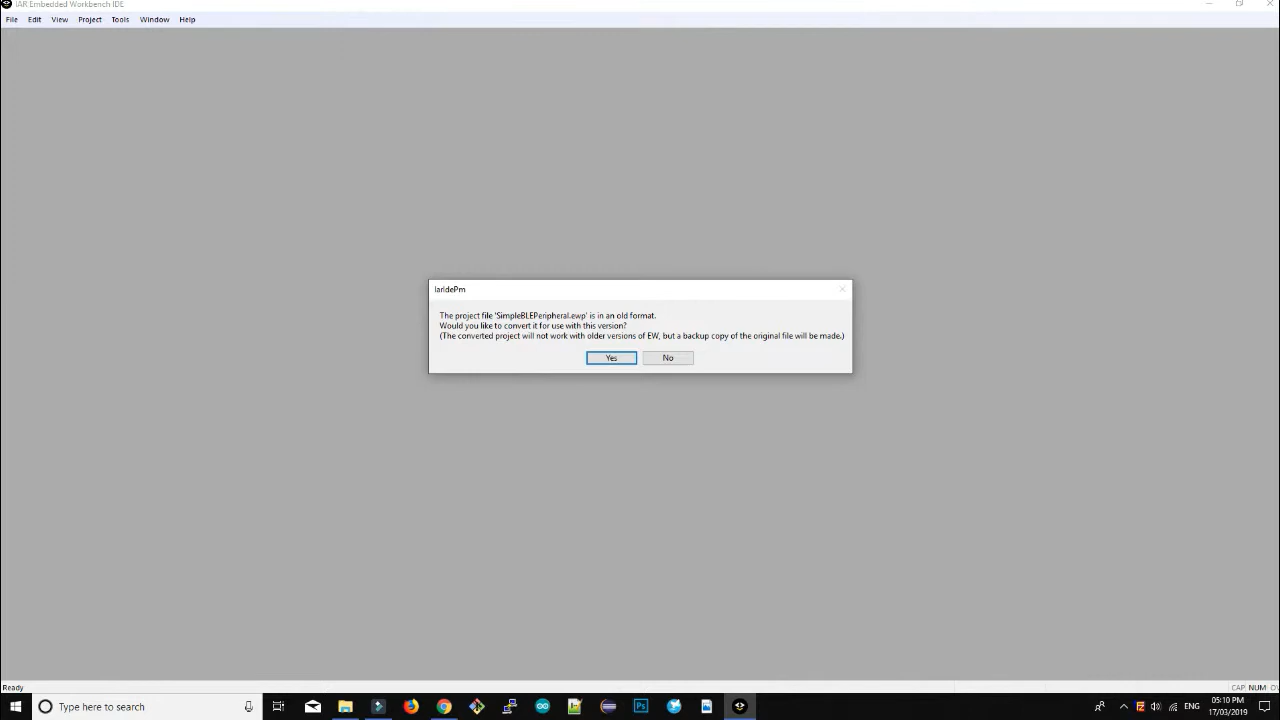 IAR Embedded Workbench IDE
File Edit View Project Tools Window Help
IarIdePm
The project file 'SimpleBLEPeripheral.ewp' is in an old format.
Would you like to convert it for use with this version?
(The converted project will not work with older versions of EW, but a backup copy of the original file will be made.)
Yes No
Ready
CAP NUM
Type here to search
Ps
ENG
05:10 PM
17/03/2019